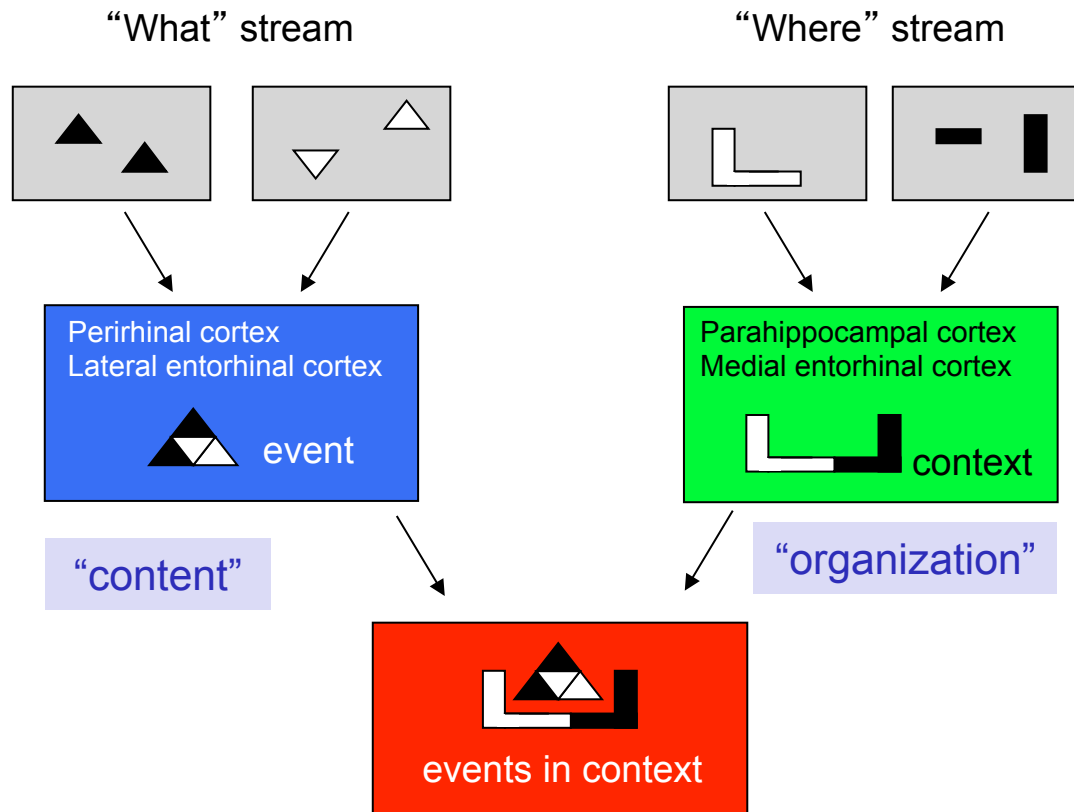 “What” stream
“Where” stream
Perirhinal cortex
Lateral entorhinal cortex
event
Parahippocampal cortex
Medial entorhinal cortex
context
“content”
“organization”
events in context